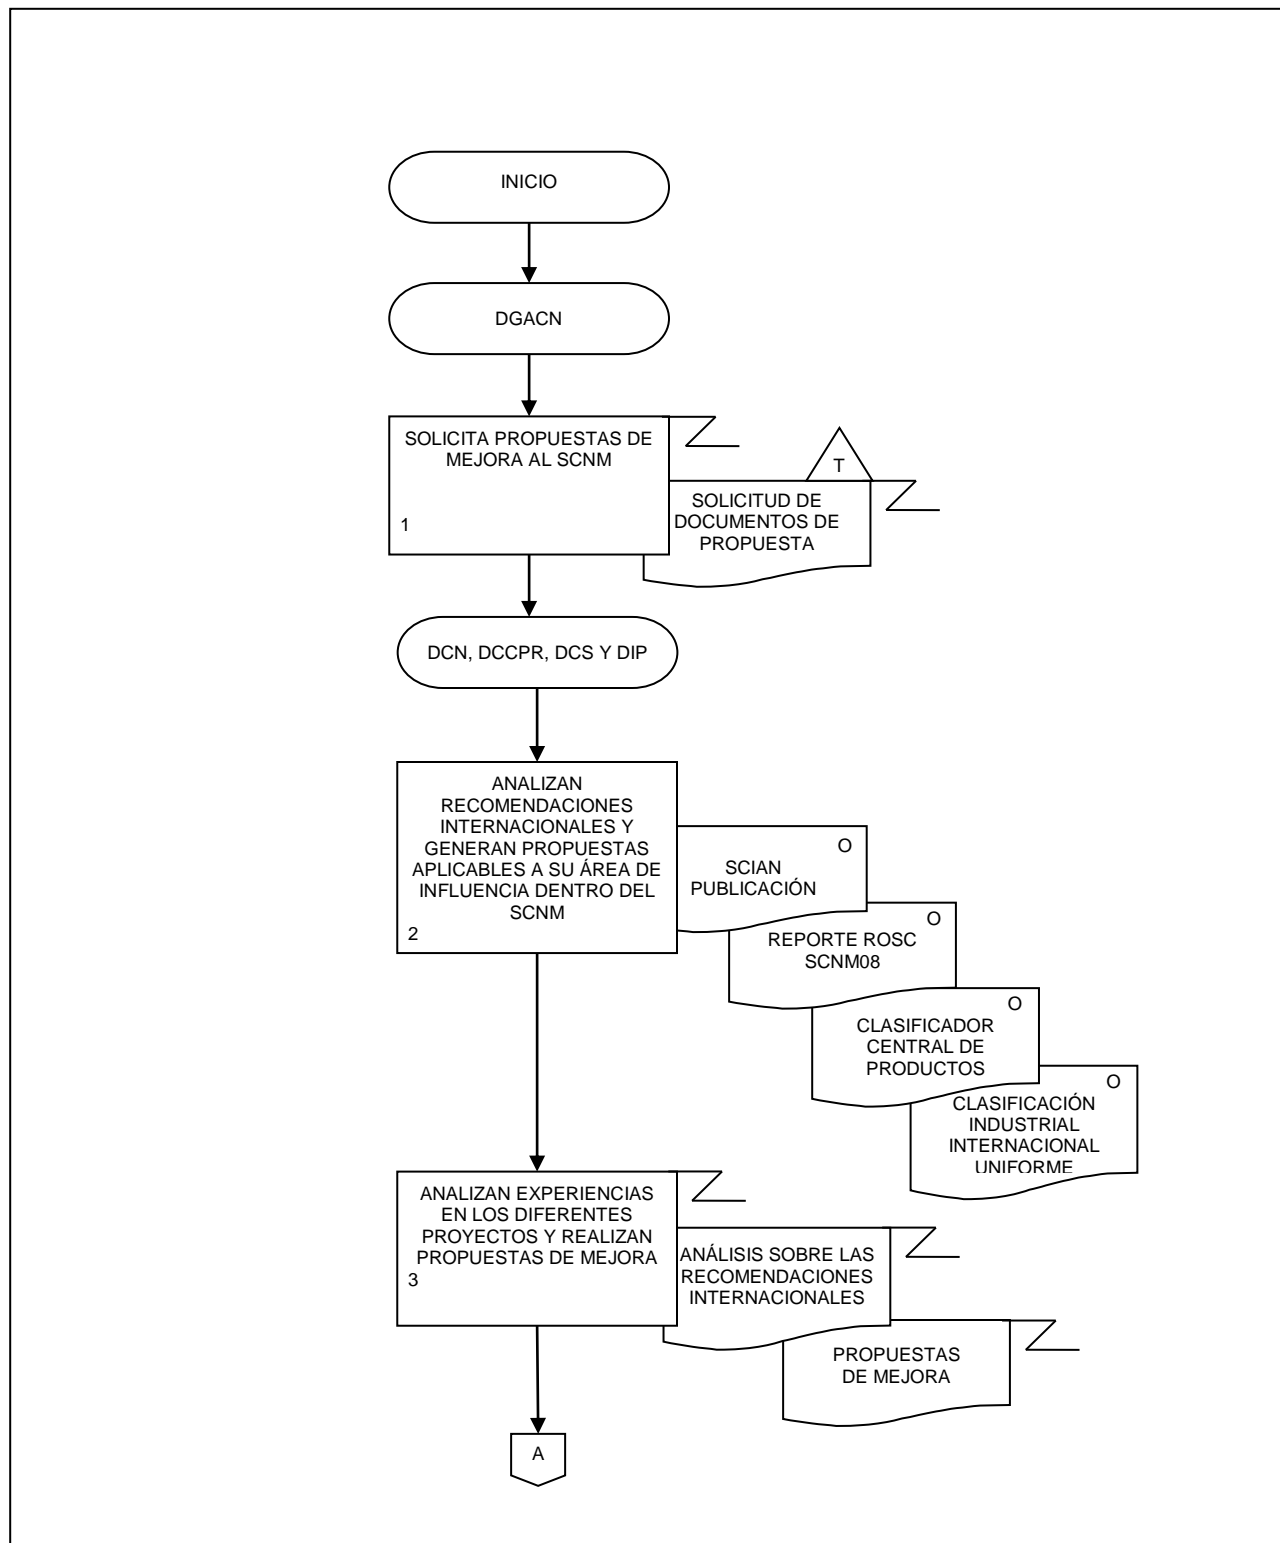 INICIO
DGACN
SOLICITA PROPUESTAS DE
MEJORA AL SCNM
1
T
SOLICITUD DE
DOCUMENTOS DE
PROPUESTA
DCN, DCCPR, DCS Y DIP
ANALIZAN
RECOMENDACIONES
INTERNACIONALES Y
GENERAN PROPUESTAS
APLICABLES A SU ÁREA DE
INFLUENCIA DENTRO DEL
SCNM
2
O
SCIAN
PUBLICACIÓN
O
REPORTE ROSC
SCNM08
O
CLASIFICADOR
CENTRAL DE
PRODUCTOS
O
CLASIFICACIÓN
INDUSTRIAL
INTERNACIONAL
UNIFORME
ANALIZAN EXPERIENCIAS
EN LOS DIFERENTES
PROYECTOS Y REALIZAN
PROPUESTAS DE MEJORA
3
ANÁLISIS SOBRE LAS
RECOMENDACIONES
INTERNACIONALES
PROPUESTAS
DE MEJORA
A